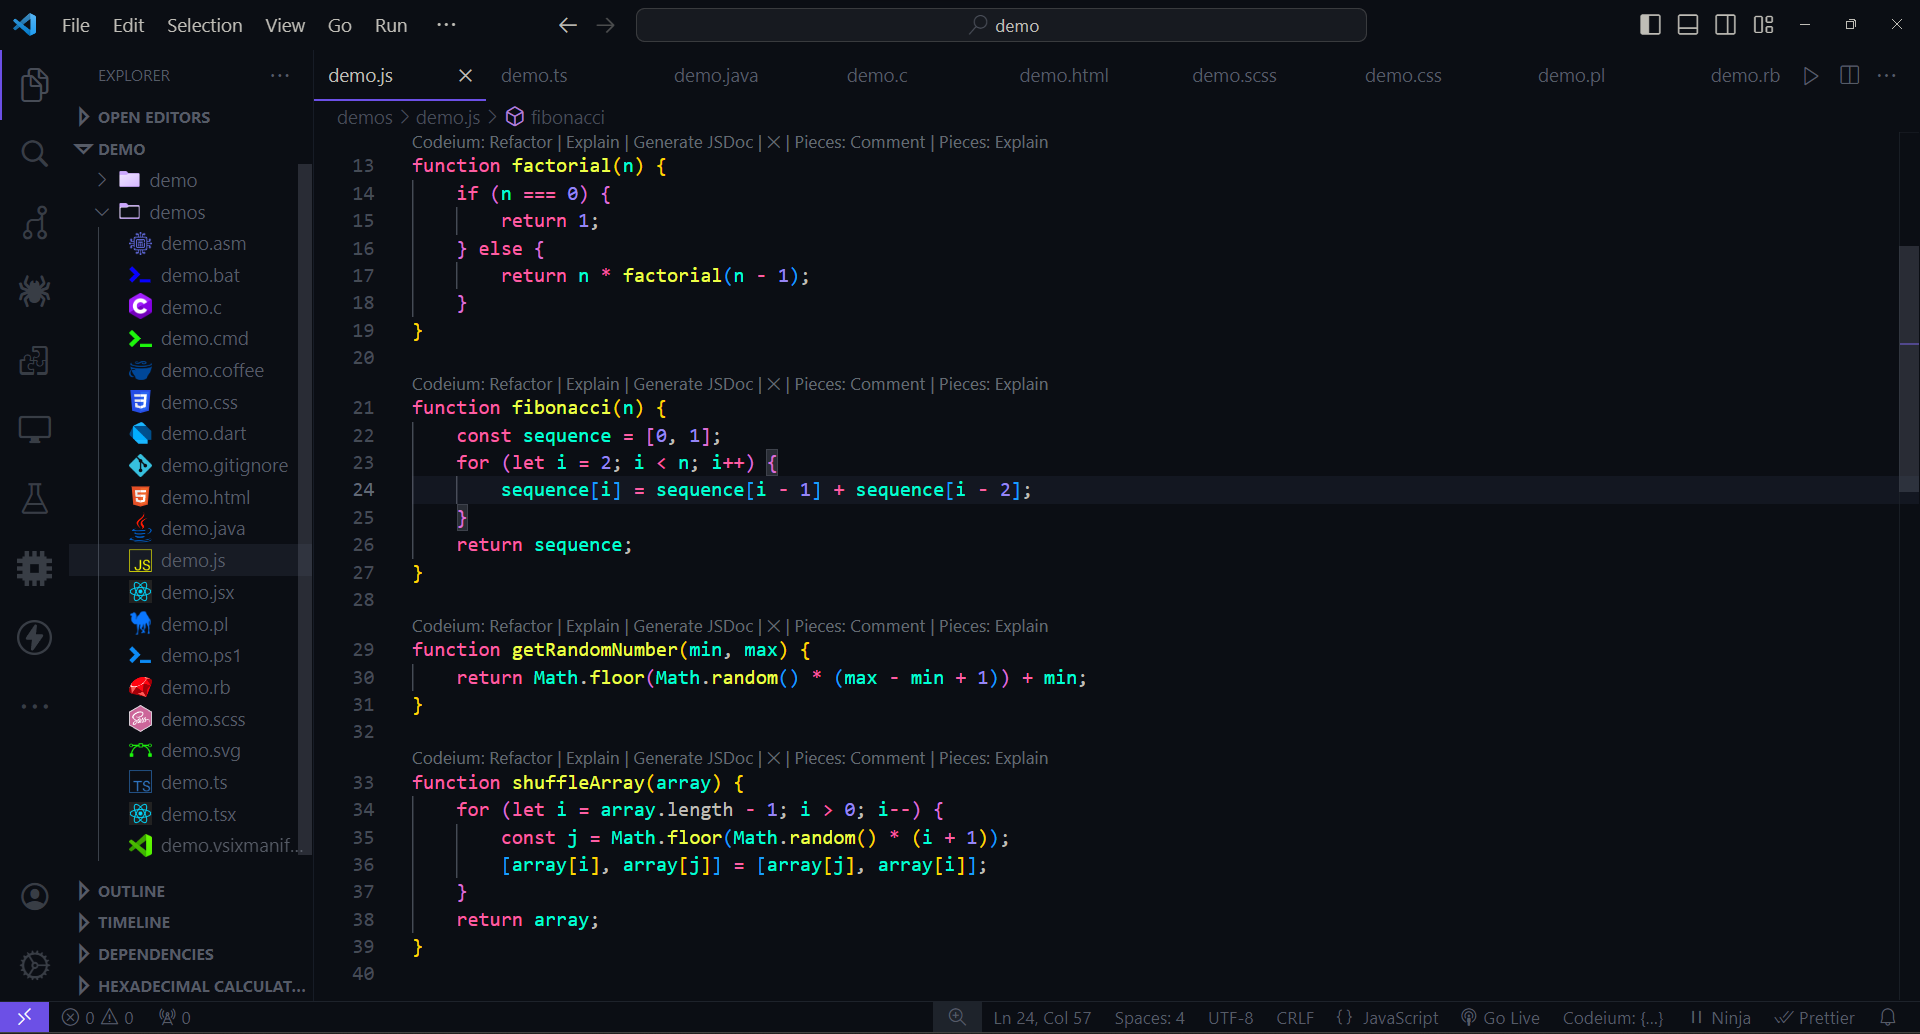 File Edit Selection View Go Run ··· demo
EXPLORER ···
OPEN EDITORS
DEMO
demo
demos
demo.asm
demo.bat
demo.c
demo.cmd
demo.coffee
demo.css
demo.dart
demo.gitignore
demo.html
demo.java
demo.js
demo.jsx
demo.pl
demo.ps1
demo.rb
demo.scss
demo.svg
demo.ts
demo.tsx
demo.vsixmanif...
OUTLINE
TIMELINE
DEPENDENCIES
HEXADECIMAL CALCULAT...
demo.js demo.ts demo.java demo.c demo.html demo.scss demo.css demo.pl demo.rb
demos > demo.js > fibonacci
Codeium: Refactor | Explain | Generate JSDoc | × | Pieces: Comment | Pieces: Explain
13 function factorial(n) {
14     if (n === 0) {
15         return 1;
16     } else {
17         return n * factorial(n - 1);
18     }
19 }
20
Codeium: Refactor | Explain | Generate JSDoc | × | Pieces: Comment | Pieces: Explain
21 function fibonacci(n) {
22     const sequence = [0, 1];
23     for (let i = 2; i < n; i++) {
24         sequence[i] = sequence[i - 1] + sequence[i - 2];
25     }
26     return sequence;
27 }
28
Codeium: Refactor | Explain | Generate JSDoc | × | Pieces: Comment | Pieces: Explain
29 function getRandomNumber(min, max) {
30     return Math.floor(Math.random() * (max - min + 1)) + min;
31 }
32
Codeium: Refactor | Explain | Generate JSDoc | × | Pieces: Comment | Pieces: Explain
33 function shuffleArray(array) {
34     for (let i = array.length - 1; i > 0; i--) {
35         const j = Math.floor(Math.random() * (i + 1));
36         [array[i], array[j]] = [array[j], array[i]];
37     }
38     return array;
39 }
40
0 0 0 Ln 24, Col 57 Spaces: 4 UTF-8 CRLF {} JavaScript Go Live Codeium: {...} Ninja Prettier